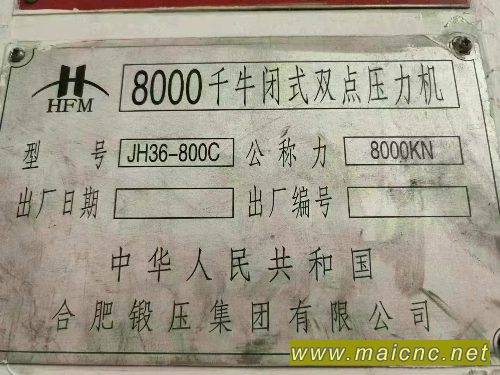 HFM
8000千牛闭式双点压力机
型号 JH36-800C 公称力 8000KN
出厂日期 出厂编号
中华人民共和国
合肥锻压集团有限公司
www.maicnc.net